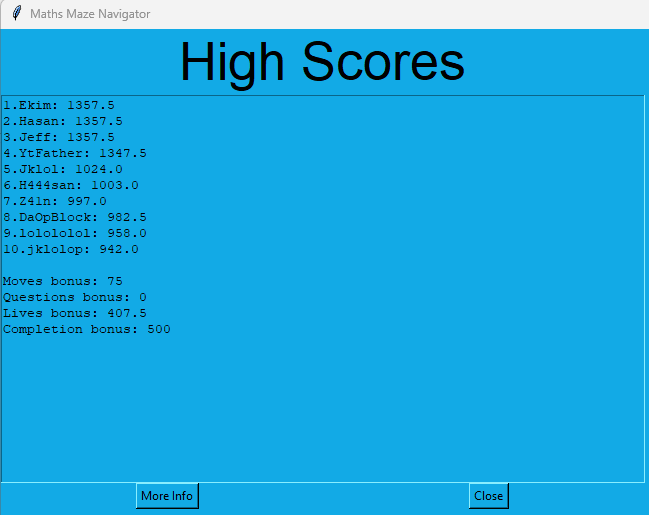 Maths Maze Navigator
High Scores
1.Ekim: 1357.5
2.Hasan: 1357.5
3.Jeff: 1357.5
4.YtFather: 1347.5
5.Jklol: 1024.0
6.H444san: 1003.0
7.Z41n: 997.0
8.DaOpBlock: 982.5
9.lolololol: 958.0
10.jklolop: 942.0
Moves bonus: 75
Questions bonus: 0
Lives bonus: 407.5
Completion bonus: 500
More Info
Close